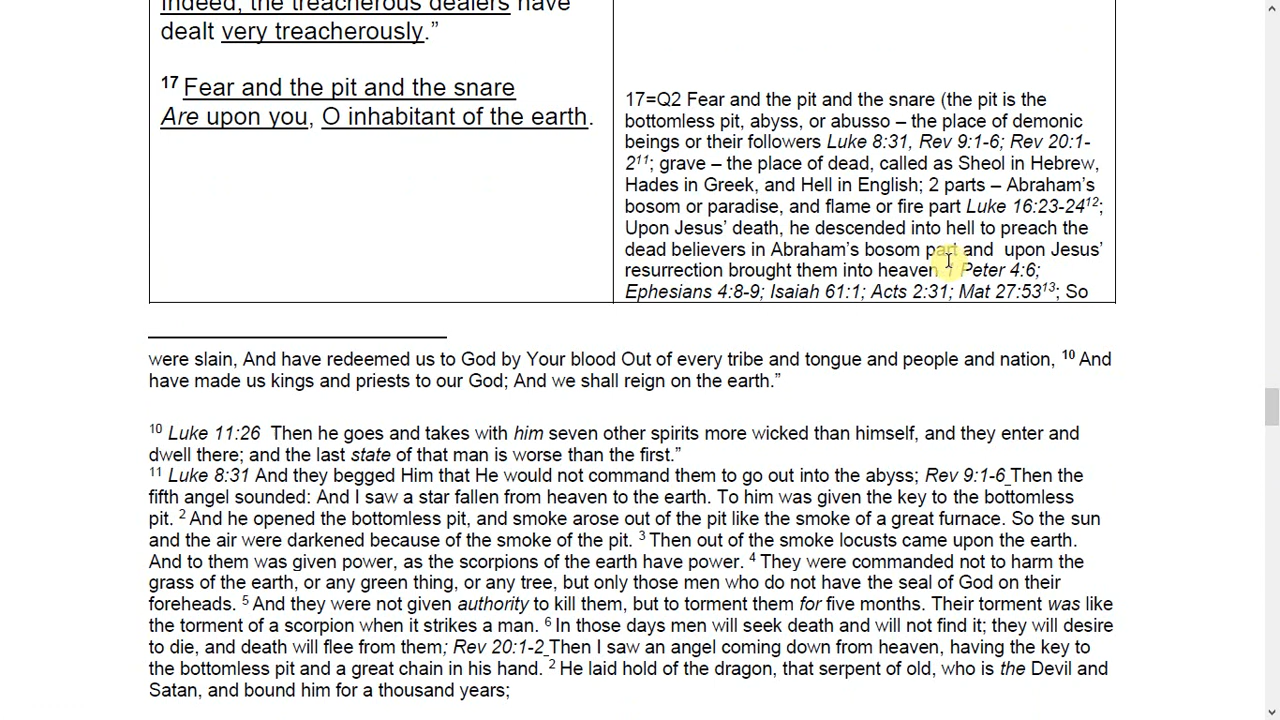 Indeed, the treacherous dealers have
dealt very treacherously.”
17 Fear and the pit and the snare
Are upon you, O inhabitant of the earth.
17=Q2 Fear and the pit and the snare (the pit is the
bottomless pit, abyss, or abusso – the place of demonic
beings or their followers Luke 8:31, Rev 9:1-6; Rev 20:1-
211; grave – the place of dead, called as Sheol in Hebrew,
Hades in Greek, and Hell in English; 2 parts – Abraham’s
bosom or paradise, and flame or fire part Luke 16:23-2412;
Upon Jesus’ death, he descended into hell to preach the
dead believers in Abraham’s bosom part and  upon Jesus’
resurrection brought them into heaven 1 Peter 4:6;
Ephesians 4:8-9; Isaiah 61:1; Acts 2:31; Mat 27:5313; So
were slain, And have redeemed us to God by Your blood Out of every tribe and tongue and people and nation, 10 And
have made us kings and priests to our God; And we shall reign on the earth.”
10 Luke 11:26  Then he goes and takes with him seven other spirits more wicked than himself, and they enter and
dwell there; and the last state of that man is worse than the first.”
11 Luke 8:31 And they begged Him that He would not command them to go out into the abyss; Rev 9:1-6 Then the
fifth angel sounded: And I saw a star fallen from heaven to the earth. To him was given the key to the bottomless
pit. 2 And he opened the bottomless pit, and smoke arose out of the pit like the smoke of a great furnace. So the sun
and the air were darkened because of the smoke of the pit. 3 Then out of the smoke locusts came upon the earth.
And to them was given power, as the scorpions of the earth have power. 4 They were commanded not to harm the
grass of the earth, or any green thing, or any tree, but only those men who do not have the seal of God on their
foreheads. 5 And they were not given authority to kill them, but to torment them for five months. Their torment was like
the torment of a scorpion when it strikes a man. 6 In those days men will seek death and will not find it; they will desire
to die, and death will flee from them; Rev 20:1-2 Then I saw an angel coming down from heaven, having the key to
the bottomless pit and a great chain in his hand. 2 He laid hold of the dragon, that serpent of old, who is the Devil and
Satan, and bound him for a thousand years;